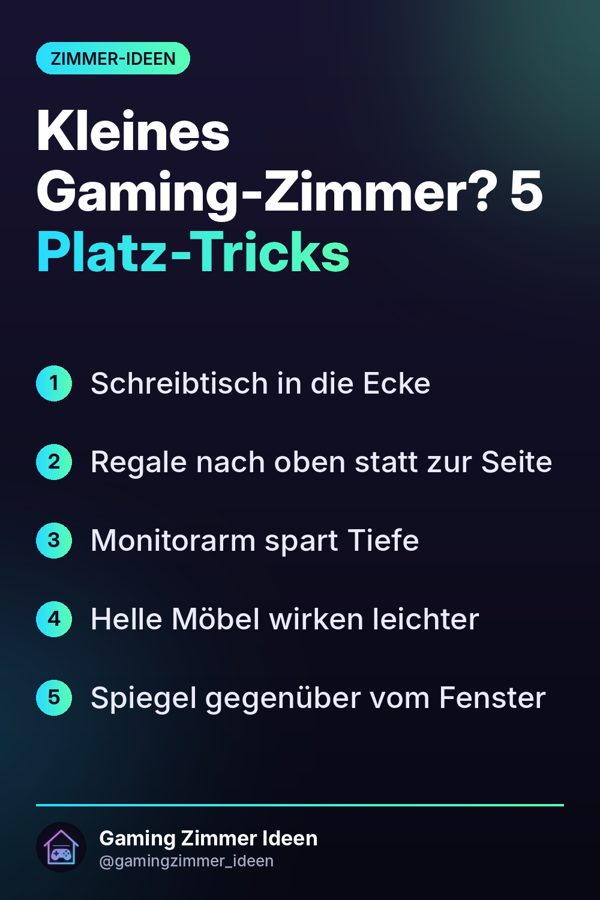 ZIMMER-IDEEN
Kleines
Gaming-Zimmer? 5
Platz-Tricks
1 Schreibtisch in die Ecke
2 Regale nach oben statt zur Seite
3 Monitorarm spart Tiefe
4 Helle Möbel wirken leichter
5 Spiegel gegenüber vom Fenster
Gaming Zimmer Ideen
@gamingzimmer_ideen